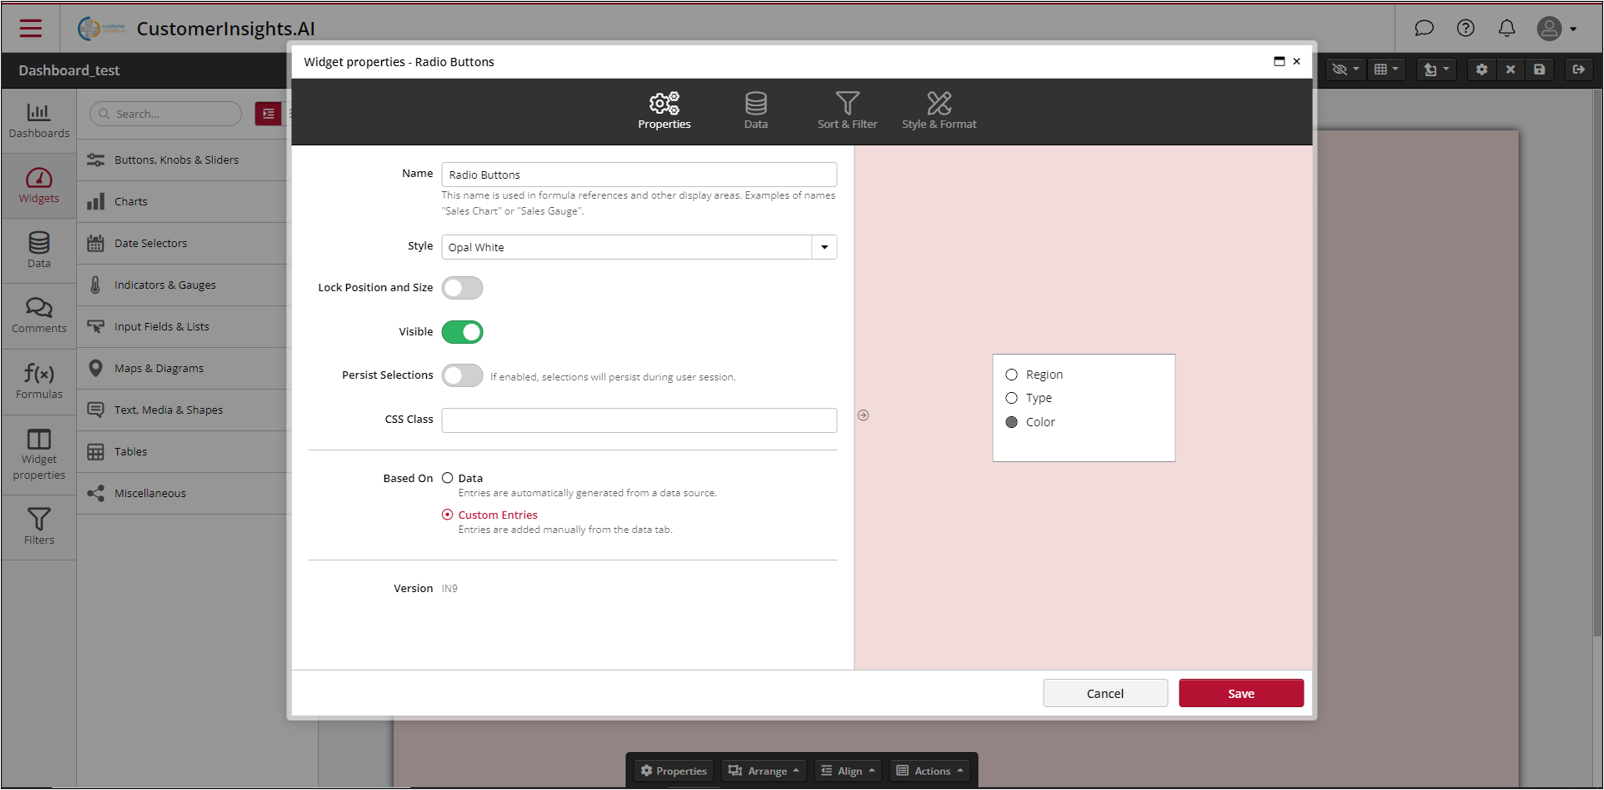 CustomerInsights.AI
Dashboard_test
Widget properties - Radio Buttons
Properties
Data
Sort & Filter
Style & Format
Dashboards
Widgets
Data
Comments
Formulas
Widget
properties
Filters
Search...
Buttons, Knobs & Sliders
Charts
Date Selectors
Indicators & Gauges
Input Fields & Lists
Maps & Diagrams
Text, Media & Shapes
Tables
Miscellaneous
Name
Radio Buttons
This name is used in formula references and other display areas. Examples of names
"Sales Chart" or "Sales Gauge".
Style
Opal White
Lock Position and Size
Visible
Persist Selections
If enabled, selections will persist during user session.
CSS Class
Based On
Data
Entries are automatically generated from a data source.
Custom Entries
Entries are added manually from the data tab.
Version
IN9
Region
Type
Color
Cancel
Save
Properties
Arrange
Align
Actions